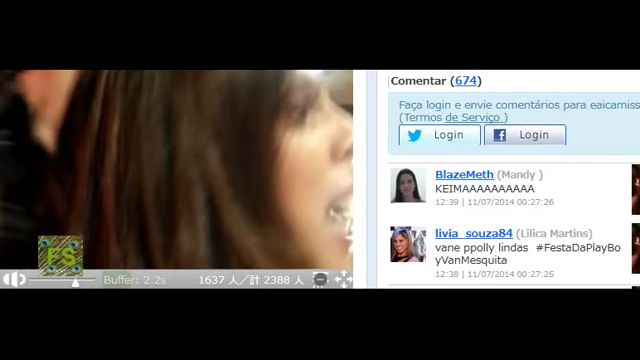 Comentar (674)
Faça login e envie comentários para eaicamiss
(Termos de Serviço )
Login Login
BlazeMeth (Mandy )
KEIMAAAAAAAAAA
12:39 | 11/07/2014 00:27:26
livia_souza84 (Lilica Martins)
vane ppolly lindas #FestaDaPlayBo
yVanMesquita
12:38 | 11/07/2014 00:27:25
FS
Buffer: 2.2s 1637 人/計 2388 人